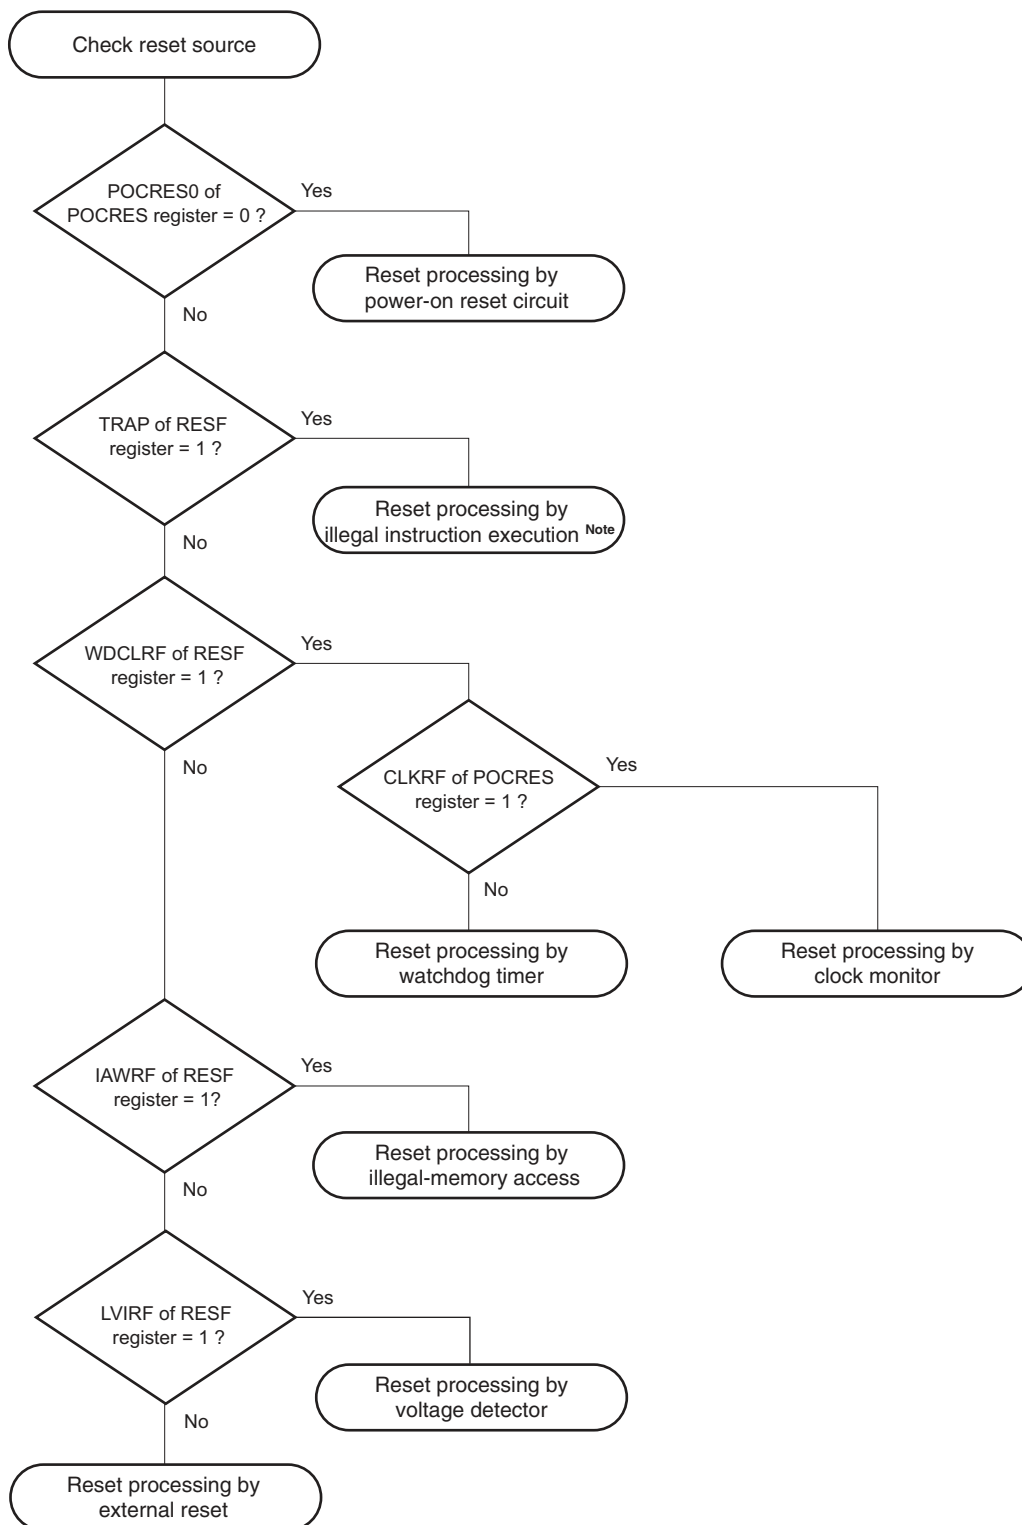 Check reset source
POCRES0 of
POCRES register = 0 ?
Yes
Reset processing by
power-on reset circuit
No
TRAP of RESF
register = 1 ?
Yes
Reset processing by
illegal instruction execution Note
No
WDCLRF of RESF
register = 1 ?
Yes
CLKRF of POCRES
register = 1 ?
Yes
No
No
Reset processing by
watchdog timer
Reset processing by
clock monitor
IAWRF of RESF
register = 1?
Yes
Reset processing by
illegal-memory access
No
LVIRF of RESF
register = 1 ?
Yes
Reset processing by
voltage detector
No
Reset processing by
external reset